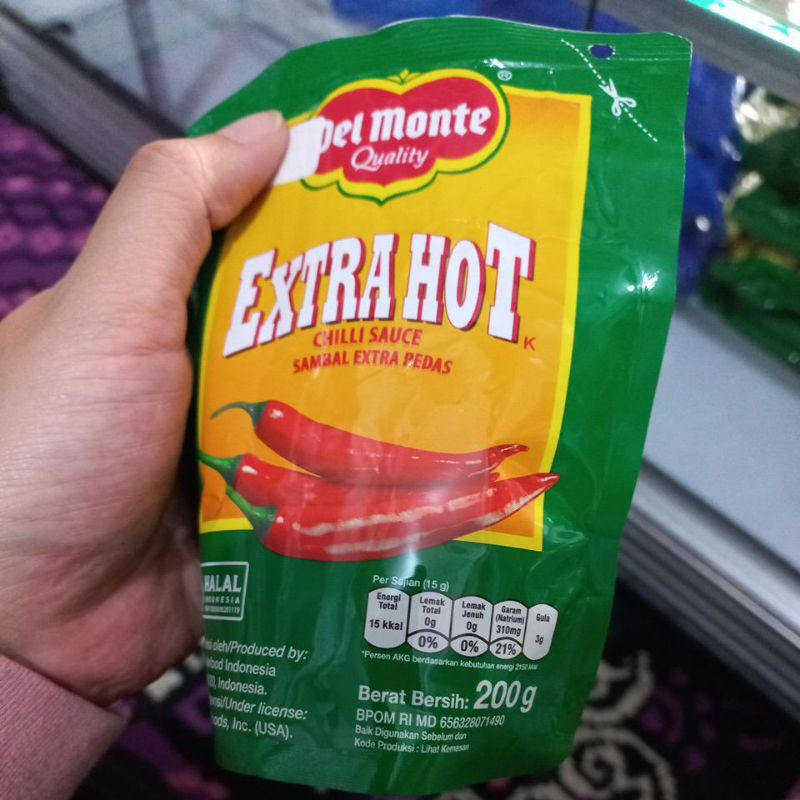 Del Monte
®
Quality
EXTRA HOT
CHILLI SAUCE
K
SAMBAL EXTRA PEDAS
HALAL
INDONESIA
Per Sajian (15 g)
Energi Total 15 kkal
Lemak Total 0g 0%
Lemak Jenuh 0g 0%
Garam (Natrium) 310mg 21%
Gula 3g
*Persen AKG berdasarkan kebutuhan energi 2150 kkal
oleh/Produced by:
food Indonesia
Indonesia.
nsi/Under license:
ods, Inc. (USA).
Berat Bersih: 200g
BPOM RI MD 656328071490
Baik Digunakan Sebelum dan
Kode Produksi : Lihat Kemasan